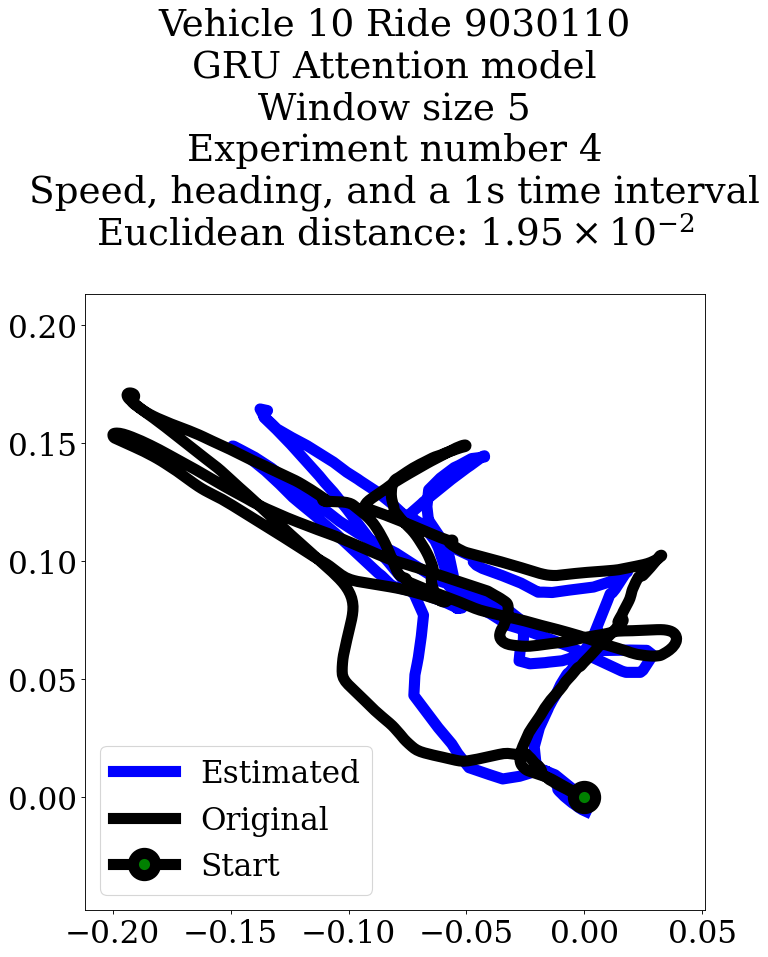 Vehicle 10 Ride 9030110
GRU Attention model
Window size 5
Experiment number 4
Speed, heading, and a 1s time interval
Euclidean distance: 1.95 × 10⁻²
0.20
0.15
0.10
0.05
0.00
Estimated
Original
Start
−0.20 −0.15 −0.10 −0.05 0.00 0.05